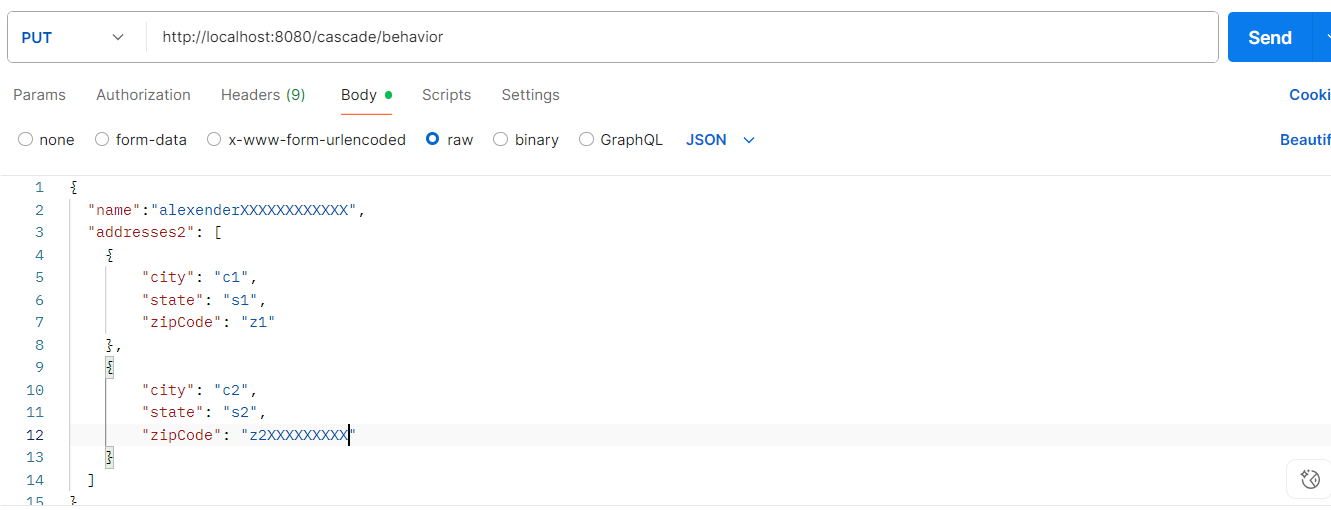 PUT http://localhost:8080/cascade/behavior Send
Params Authorization Headers (9) Body Scripts Settings Cooki
none form-data x-www-form-urlencoded raw binary GraphQL JSON Beautif
1 {
2 "name":"alexenderXXXXXXXXXXXX",
3 "addresses2": [
4 {
5 "city": "c1",
6 "state": "s1",
7 "zipCode": "z1"
8 },
9 {
10 "city": "c2",
11 "state": "s2",
12 "zipCode": "z2XXXXXXXXX"
13 }
14 ]
15 }